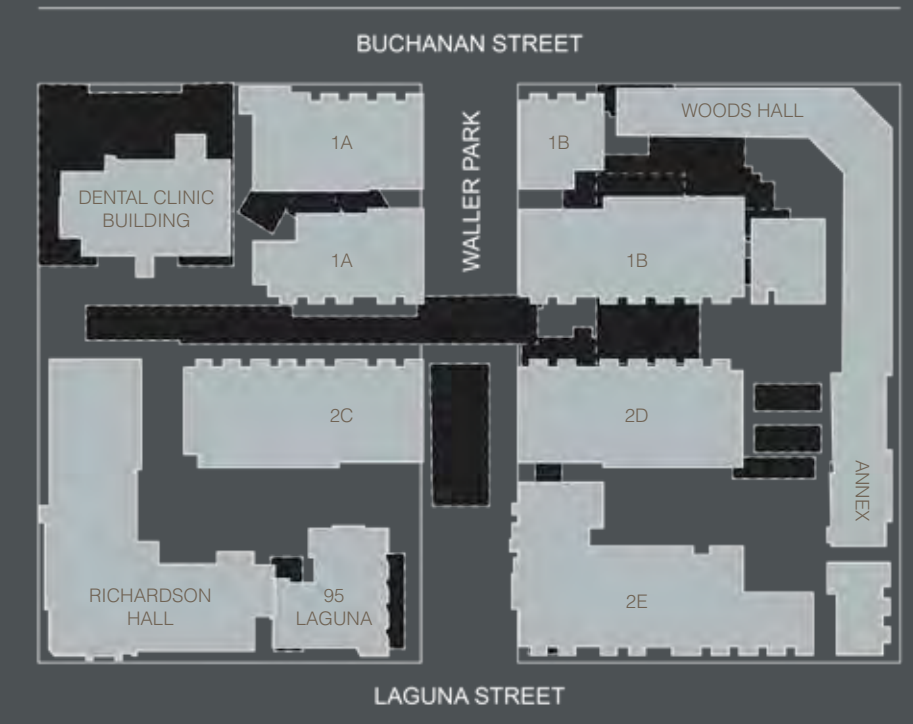 BUCHANAN STREET
WOODS HALL
1A
1B
WALLER PARK
DENTAL CLINIC
BUILDING
1A
1B
2C
2D
ANNEX
RICHARDSON
HALL
95
LAGUNA
2E
LAGUNA STREET